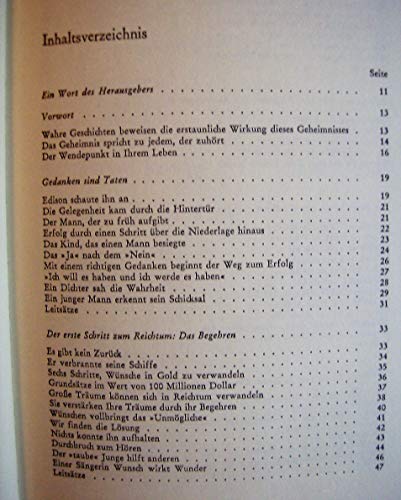 Inhaltsverzeichnis
Seite
Ein Wort des Herausgebers . . . . . . . . . . 11
Vorwort . . . . . . . . . . 13
Wahre Geschichten beweisen die erstaunliche Wirkung dieses Geheimnisses . 13
Das Geheimnis spricht zu jedem, der zuhört . . . . . . . . . . 14
Der Wendepunkt in Ihrem Leben . . . . . . . . . . 16
Gedanken sind Taten . . . . . . . . . . 19
Edison schaute ihn an . . . . . . . . . . 19
Die Gelegenheit kam durch die Hintertür . . . . . . . . . . 21
Der Mann, der zu früh aufgibt . . . . . . . . . . 21
Erfolg durch einen Schritt über die Niederlage hinaus . . . . . . . . . . 22
Das Kind, das einen Mann besiegte . . . . . . . . . . 23
Das »Ja« nach dem »Nein« . . . . . . . . . . 24
Mit einem richtigen Gedanken beginnt der Weg zum Erfolg . . . . . . . . . . 26
»Ich will es haben und ich werde es haben« . . . . . . . . . . 27
Ein Dichter sah die Wahrheit . . . . . . . . . . 28
Ein junger Mann erkennt sein Schicksal . . . . . . . . . . 29
Leitsätze . . . . . . . . . . 31
Der erste Schritt zum Reichtum: Das Begehren . . . . . . . . . . 33
Es gibt kein Zurück . . . . . . . . . . 33
Er verbrannte seine Schiffe . . . . . . . . . . 34
Sechs Schritte, Wünsche in Gold zu verwandeln . . . . . . . . . . 35
Grundsätze im Wert von 100 Millionen Dollar . . . . . . . . . . 36
Große Träume können sich in Reichtum verwandeln . . . . . . . . . . 37
Sie verstärken Ihre Träume durch ihr Begehren . . . . . . . . . . 38
Wünschen vollbringt das »Unmögliche« . . . . . . . . . . 40
Wir finden die Lösung . . . . . . . . . . 41
Nichts konnte ihn aufhalten . . . . . . . . . . 42
Durchbruch zum Hören . . . . . . . . . . 43
Der »taube« Junge hilft anderen . . . . . . . . . . 44
Einer Sängerin Wunsch wirkt Wunder . . . . . . . . . . 46
Leitsätze . . . . . . . . . . 47